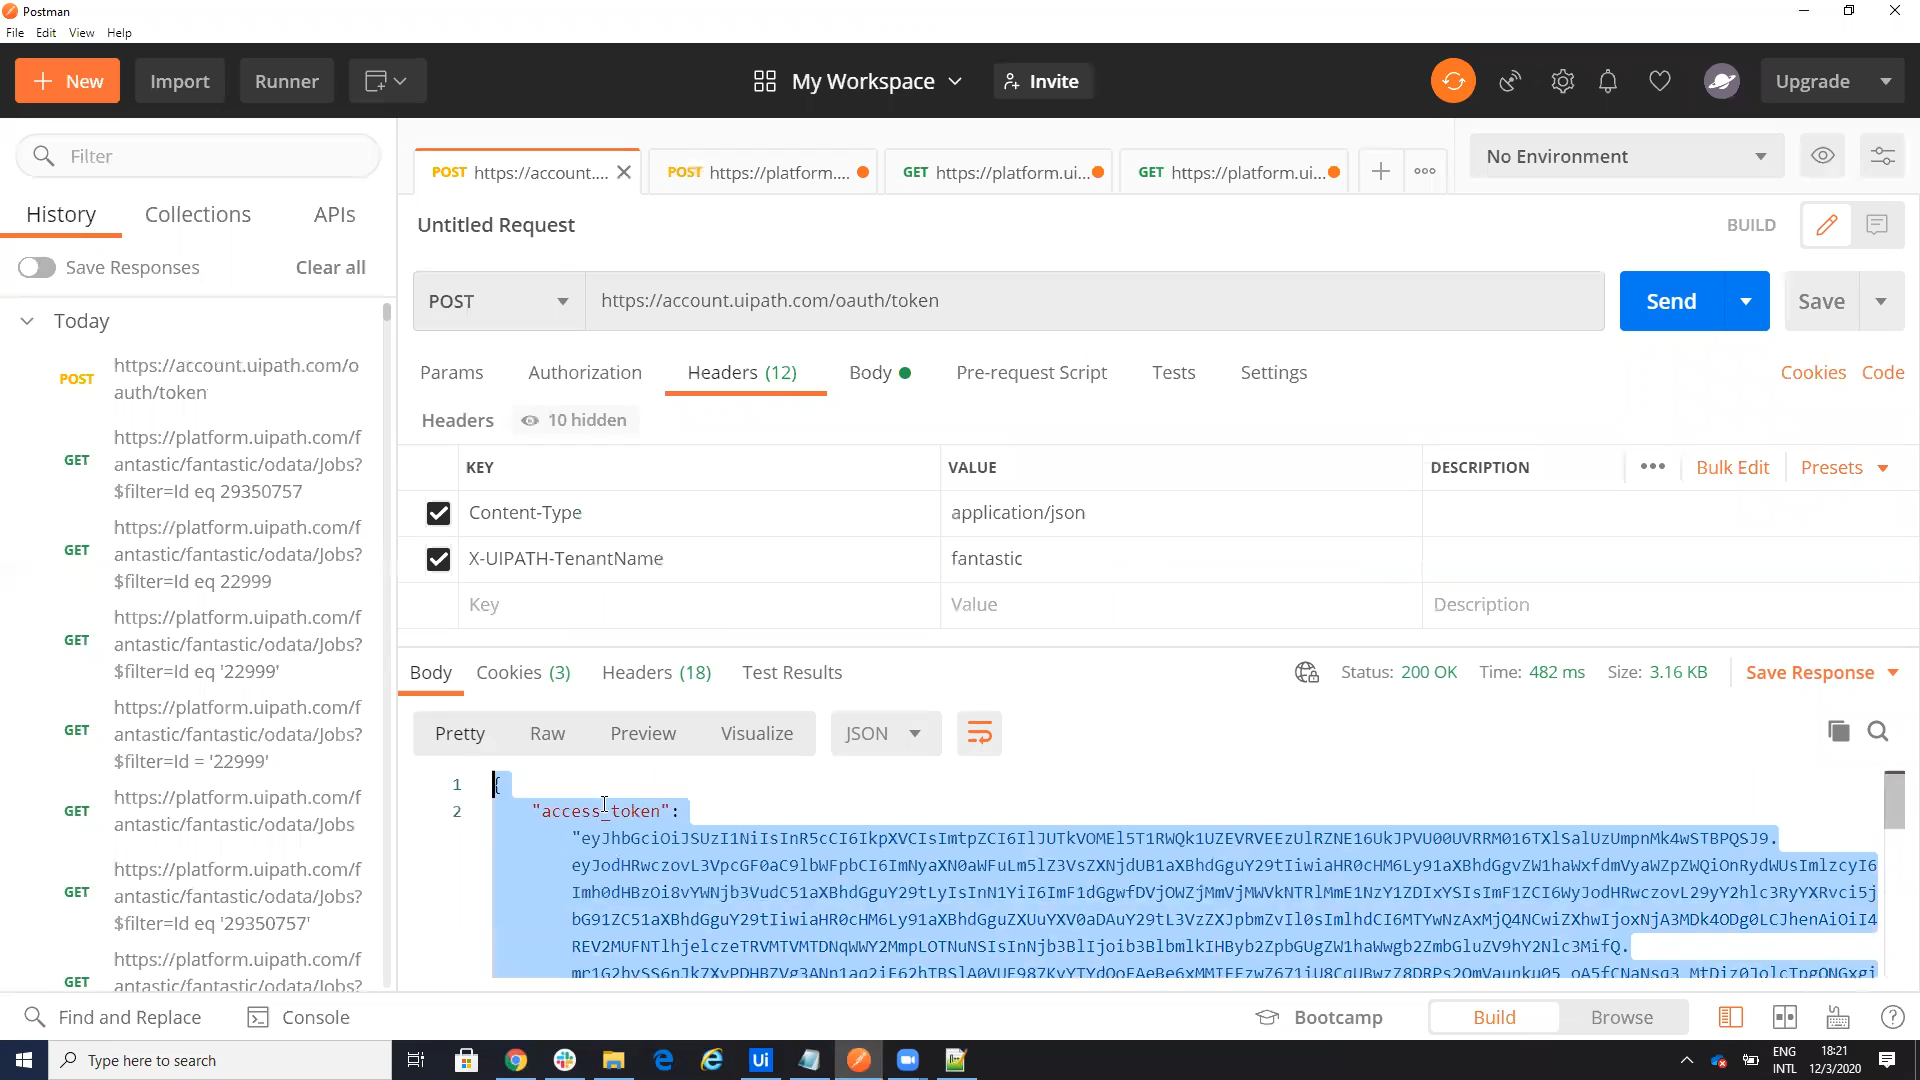 Postman
File Edit View Help
New Import Runner My Workspace Invite Upgrade
Filter
History Collections APIs
Save Responses Clear all
Today
POST https://account.uipath.com/o
auth/token
GET https://platform.uipath.com/f
antastic/fantastic/odata/Jobs?
$filter=Id eq 29350757
GET https://platform.uipath.com/f
antastic/fantastic/odata/Jobs?
$filter=Id eq 22999
GET https://platform.uipath.com/f
antastic/fantastic/odata/Jobs?
$filter=Id eq '22999'
GET https://platform.uipath.com/f
antastic/fantastic/odata/Jobs?
$filter=Id = '22999'
GET https://platform.uipath.com/f
antastic/fantastic/odata/Jobs
GET https://platform.uipath.com/f
antastic/fantastic/odata/Jobs?
$filter=Id eq '29350757'
GET https://platform.uipath.com/f
antastic/fantastic/odata/Jobs?
POST https://account.... POST https://platform.... GET https://platform.ui... GET https://platform.ui... No Environment
Untitled Request BUILD
POST https://account.uipath.com/oauth/token Send Save
Params Authorization Headers (12) Body Pre-request Script Tests Settings Cookies Code
Headers 10 hidden
KEY VALUE DESCRIPTION Bulk Edit Presets
Content-Type application/json
X-UIPATH-TenantName fantastic
Key Value Description
Body Cookies (3) Headers (18) Test Results Status: 200 OK Time: 482 ms Size: 3.16 KB Save Response
Pretty Raw Preview Visualize JSON
1 {
2 "access_token":
Find and Replace Console Bootcamp Build Browse
Type here to search Ui ENG 18:21
INTL 12/3/2020